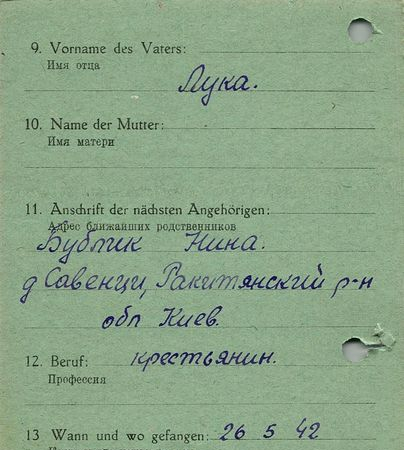 9. Vorname des Vaters:
Имя отца
Лука.
10. Name der Mutter:
Имя матери
11. Anschrift der nächsten Angehörigen:
Адрес ближайших родственников
Бублик Нина.
д Савенци, Ракитянский р-н
обл Киев.
12. Beruf: крестьянин.
Профессия
13 Wann und wo gefangen: 26 5 42